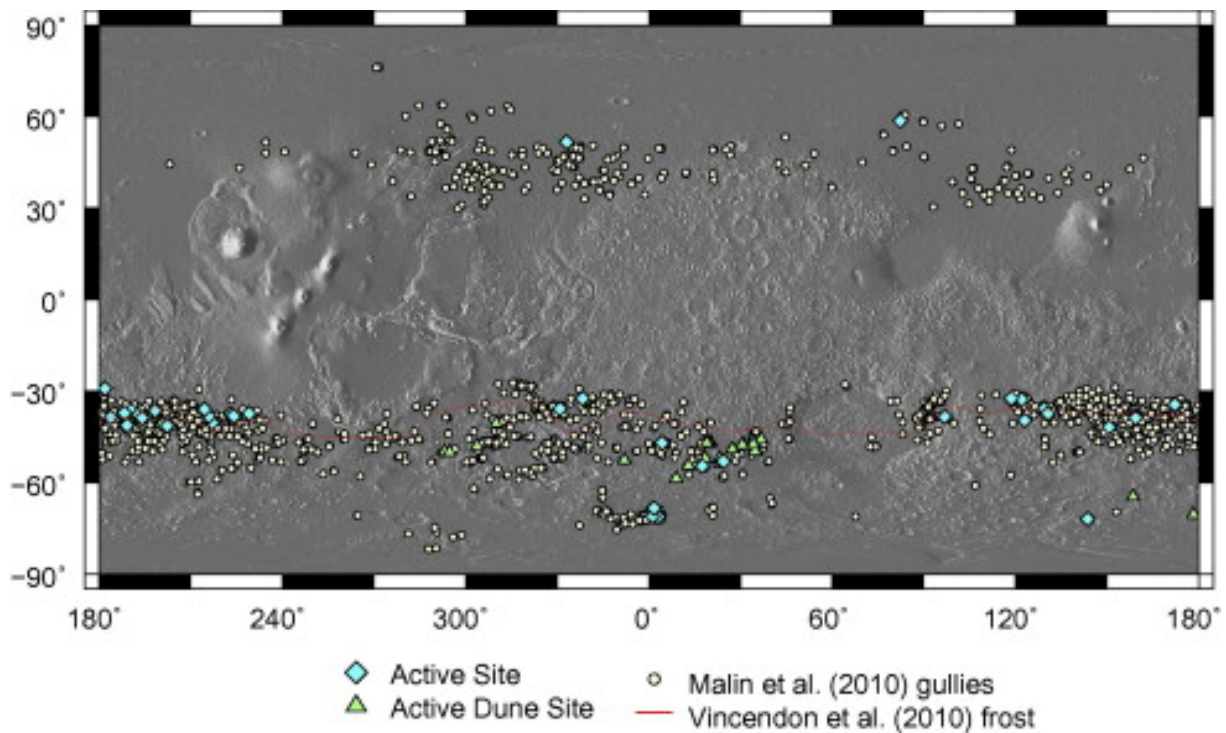 90°
60°
30°
0°
−30°
−60°
−90°
180° 240° 300° 0° 60° 120° 180°
Active Site
Active Dune Site
Malin et al. (2010) gullies
Vincendon et al. (2010) frost